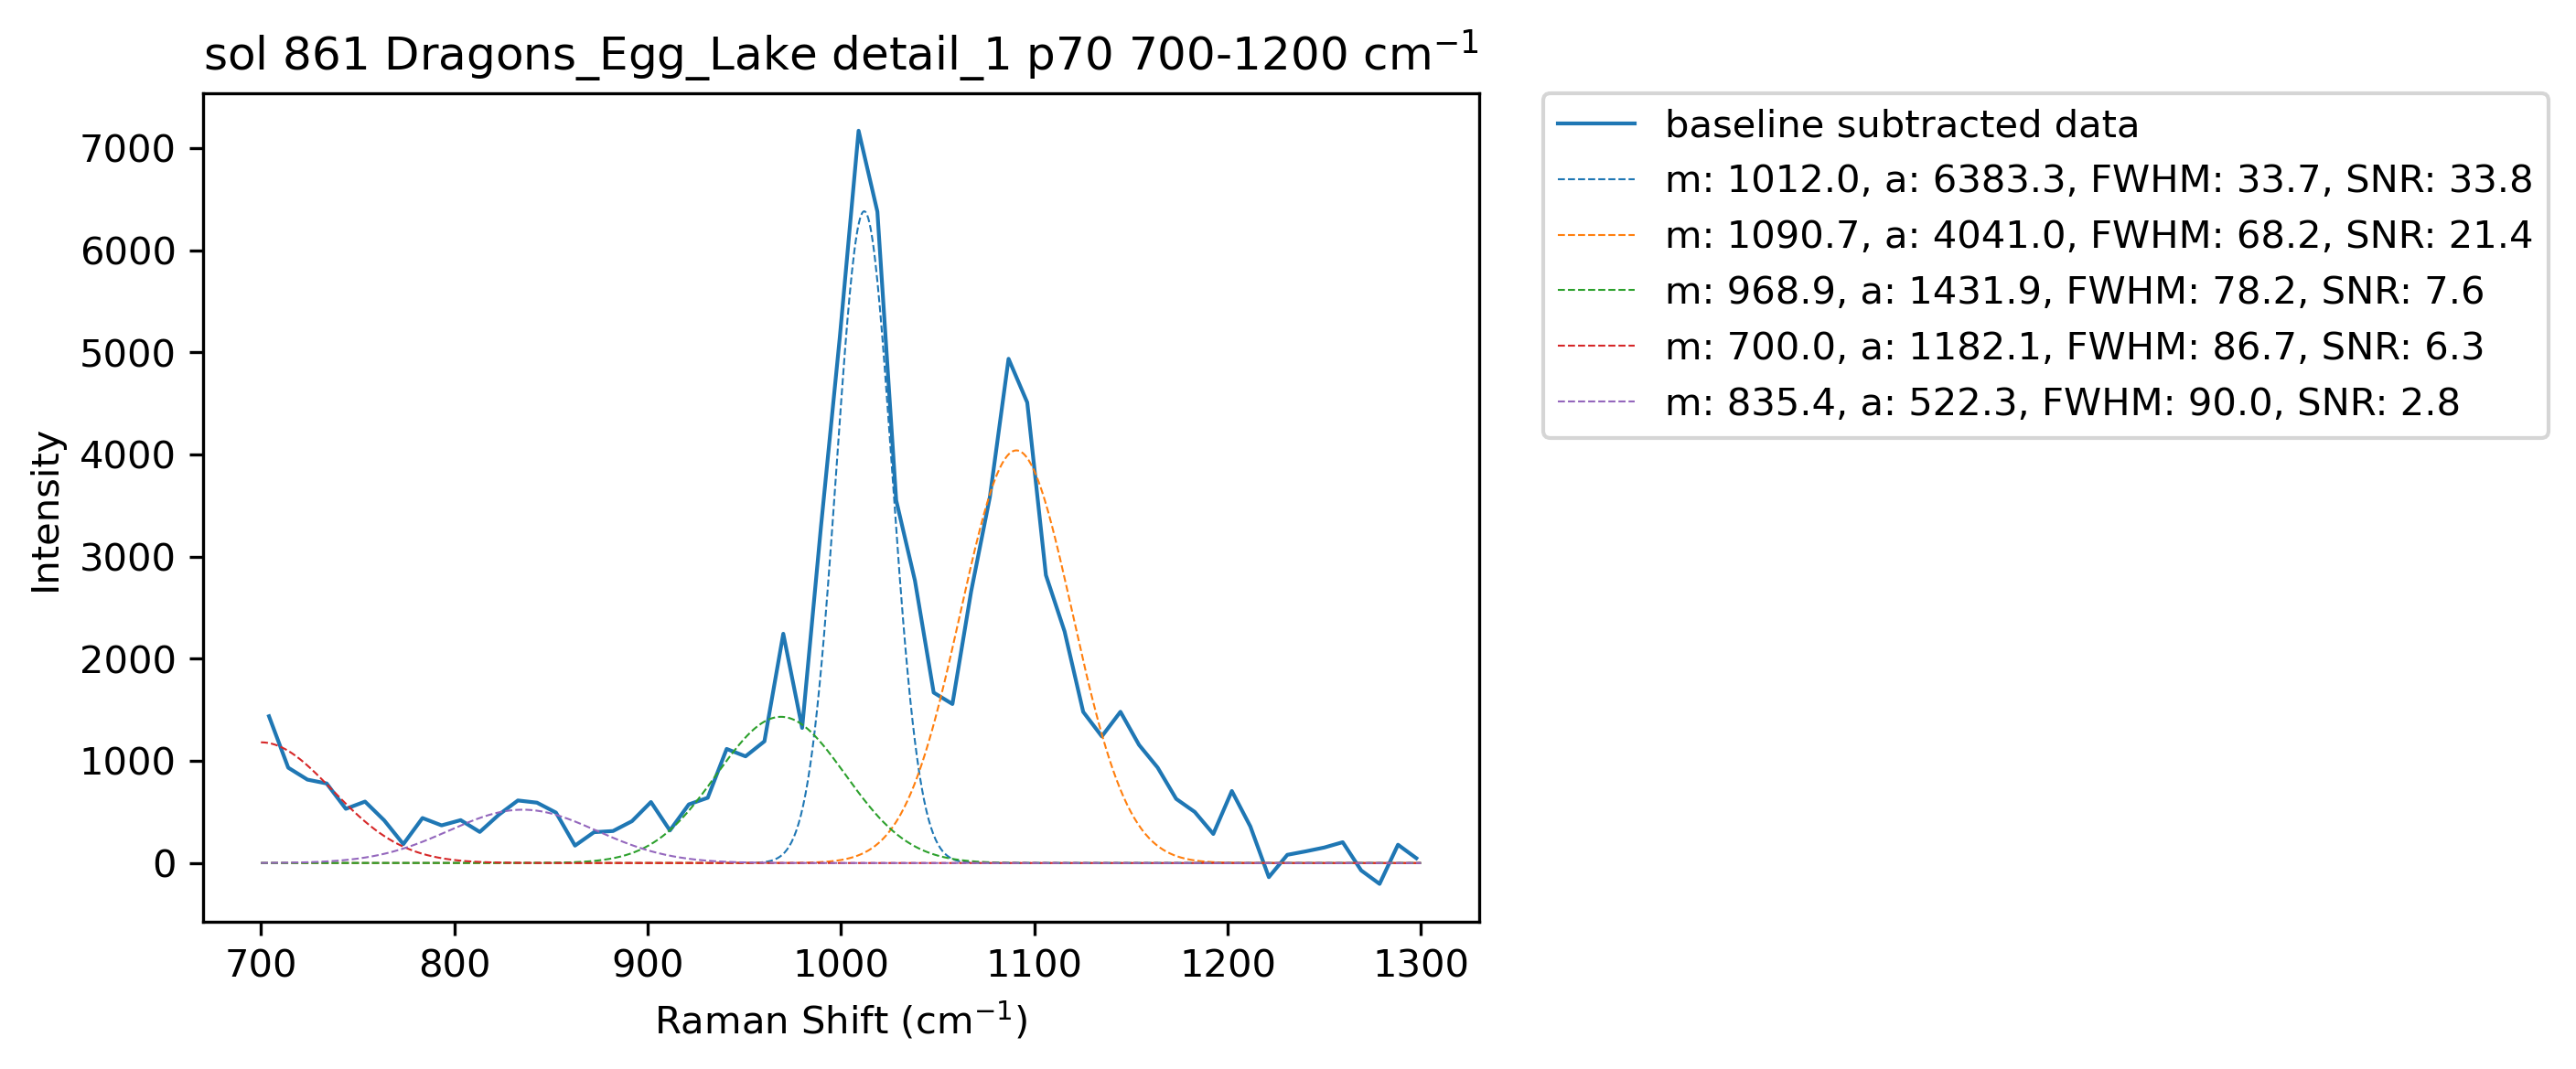 sol 861 Dragons_Egg_Lake detail_1 p70 700-1200 cm⁻¹
baseline subtracted data
m: 1012.0, a: 6383.3, FWHM: 33.7, SNR: 33.8
m: 1090.7, a: 4041.0, FWHM: 68.2, SNR: 21.4
m: 968.9, a: 1431.9, FWHM: 78.2, SNR: 7.6
m: 700.0, a: 1182.1, FWHM: 86.7, SNR: 6.3
m: 835.4, a: 522.3, FWHM: 90.0, SNR: 2.8
Intensity
7000
6000
5000
4000
3000
2000
1000
0
700 800 900 1000 1100 1200 1300
Raman Shift (cm⁻¹)